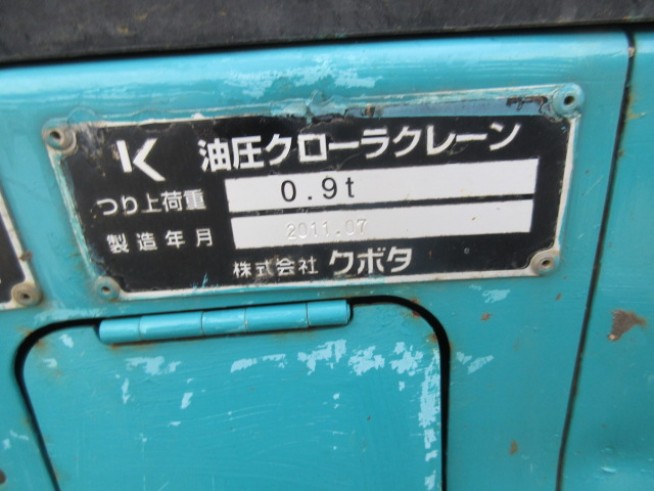 K 油圧クローラクレーン
つり上荷重 0.9t
製造年月 2011.07
株式会社 クボタ